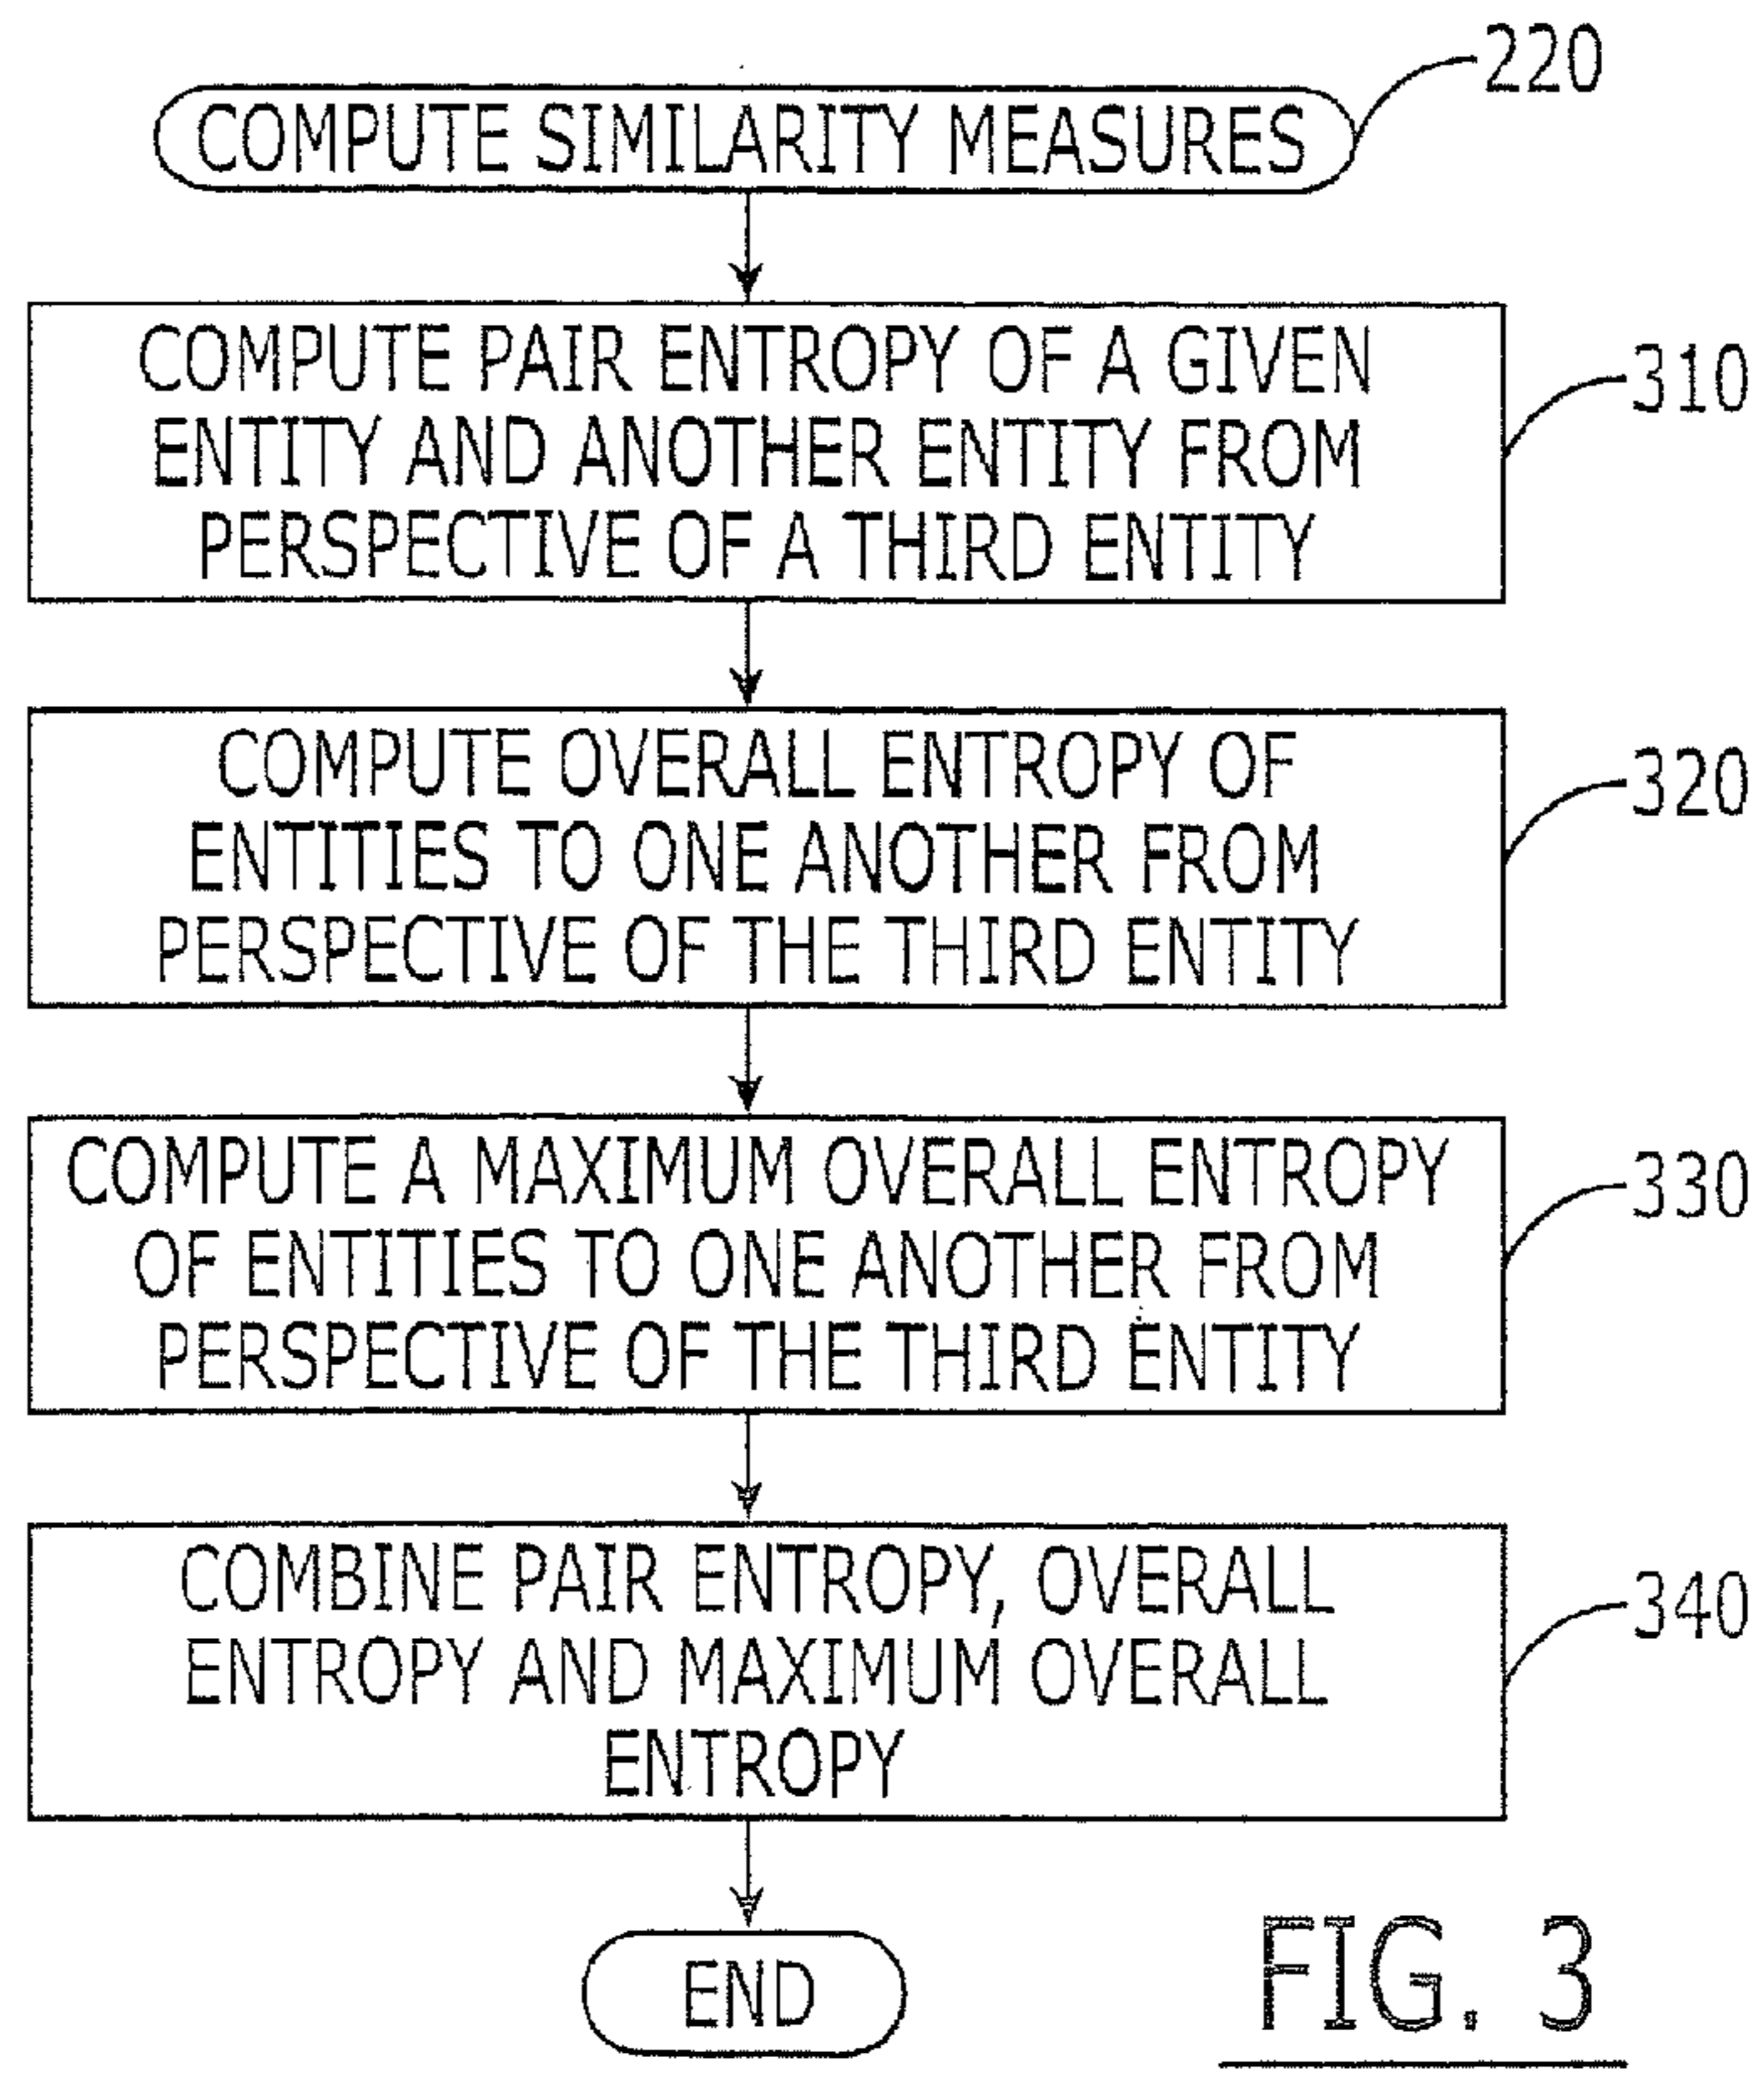 220
COMPUTE SIMILARITY MEASURES
COMPUTE PAIR ENTROPY OF A GIVEN
ENTITY AND ANOTHER ENTITY FROM
PERSPECTIVE OF A THIRD ENTITY
310
COMPUTE OVERALL ENTROPY OF
ENTITIES TO ONE ANOTHER FROM
PERSPECTIVE OF THE THIRD ENTITY
320
COMPUTE A MAXIMUM OVERALL ENTROPY
OF ENTITIES TO ONE ANOTHER FROM
PERSPECTIVE OF THE THIRD ENTITY
330
COMBINE PAIR ENTROPY, OVERALL
ENTROPY AND MAXIMUM OVERALL
ENTROPY
340
END
FIG. 3